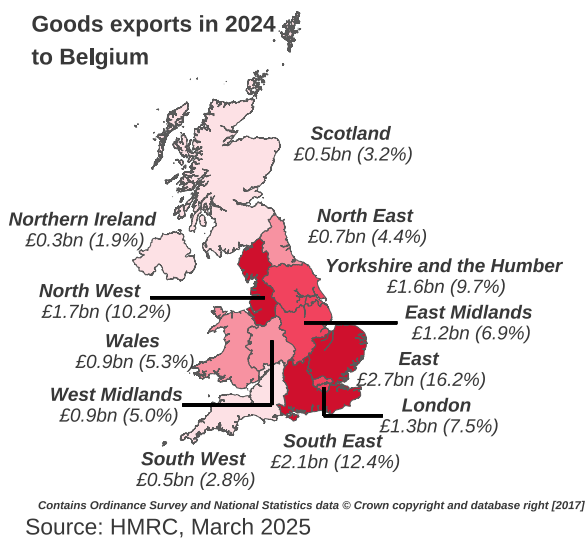 Goods exports in 2024
to Belgium
Scotland
£0.5bn (3.2%)
Northern Ireland
£0.3bn (1.9%)
North East
£0.7bn (4.4%)
Yorkshire and the Humber
£1.6bn (9.7%)
North West
£1.7bn (10.2%)
East Midlands
£1.2bn (6.9%)
Wales
£0.9bn (5.3%)
East
£2.7bn (16.2%)
West Midlands
£0.9bn (5.0%)
London
£1.3bn (7.5%)
South East
£2.1bn (12.4%)
South West
£0.5bn (2.8%)
Contains Ordinance Survey and National Statistics data © Crown copyright and database right [2017]
Source: HMRC, March 2025